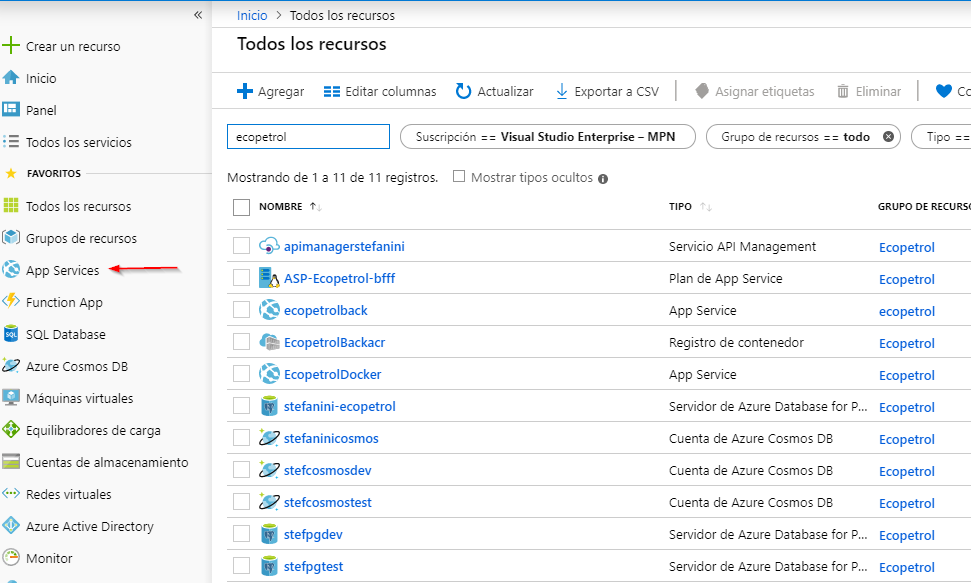 «
Crear un recurso
Inicio
Panel
Todos los servicios
FAVORITOS
Todos los recursos
Grupos de recursos
App Services
Function App
SQL Database
Azure Cosmos DB
Máquinas virtuales
Equilibradores de carga
Cuentas de almacenamiento
Redes virtuales
Azure Active Directory
Monitor
Inicio > Todos los recursos
Todos los recursos
Agregar Editar columnas Actualizar Exportar a CSV Asignar etiquetas Eliminar Co
ecopetrol Suscripción == Visual Studio Enterprise – MPN Grupo de recursos == todo Tipo ==
Mostrando de 1 a 11 de 11 registros. Mostrar tipos ocultos
NOMBRE TIPO GRUPO DE RECURSO
apimanagerstefanini Servicio API Management Ecopetrol
ASP-Ecopetrol-bfff Plan de App Service Ecopetrol
ecopetrolback App Service ecopetrol
EcopetrolBackacr Registro de contenedor Ecopetrol
EcopetrolDocker App Service Ecopetrol
stefanini-ecopetrol Servidor de Azure Database for P... Ecopetrol
stefaninicosmos Cuenta de Azure Cosmos DB Ecopetrol
stefcosmosdev Cuenta de Azure Cosmos DB Ecopetrol
stefcosmostest Cuenta de Azure Cosmos DB Ecopetrol
stefpgdev Servidor de Azure Database for P... Ecopetrol
stefpgtest Servidor de Azure Database for P... Ecopetrol